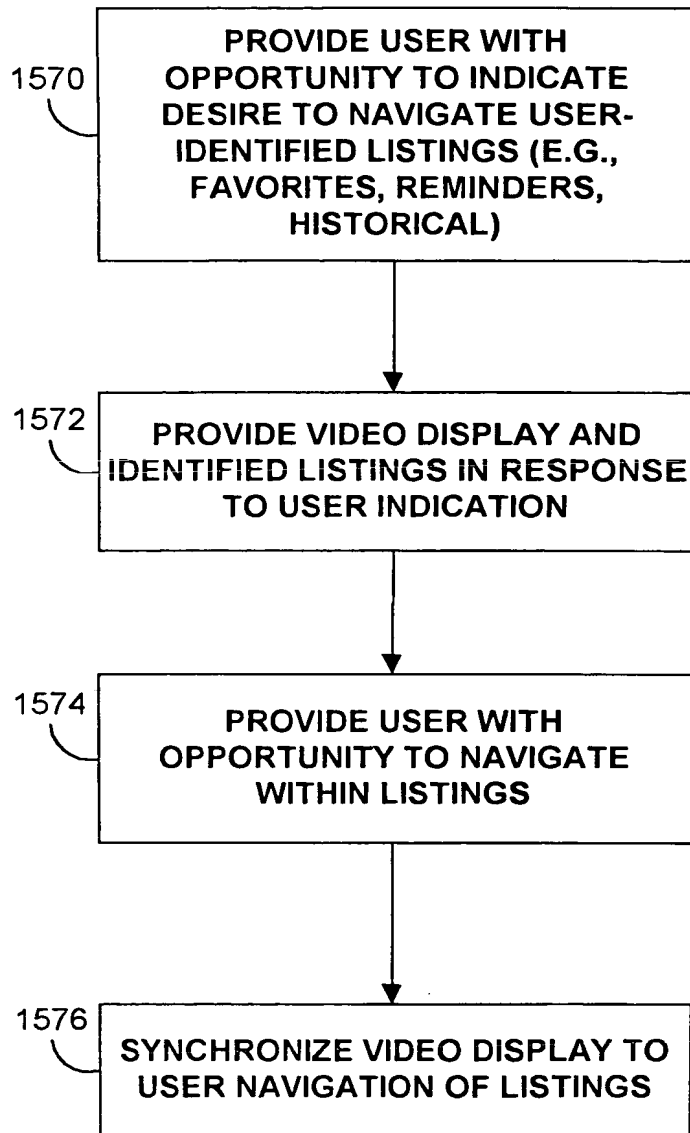 1570
PROVIDE USER WITH
OPPORTUNITY TO INDICATE
DESIRE TO NAVIGATE USER-
IDENTIFIED LISTINGS (E.G.,
FAVORITES, REMINDERS,
HISTORICAL)
1572
PROVIDE VIDEO DISPLAY AND
IDENTIFIED LISTINGS IN RESPONSE
TO USER INDICATION
1574
PROVIDE USER WITH
OPPORTUNITY TO NAVIGATE
WITHIN LISTINGS
1576
SYNCHRONIZE VIDEO DISPLAY TO
USER NAVIGATION OF LISTINGS